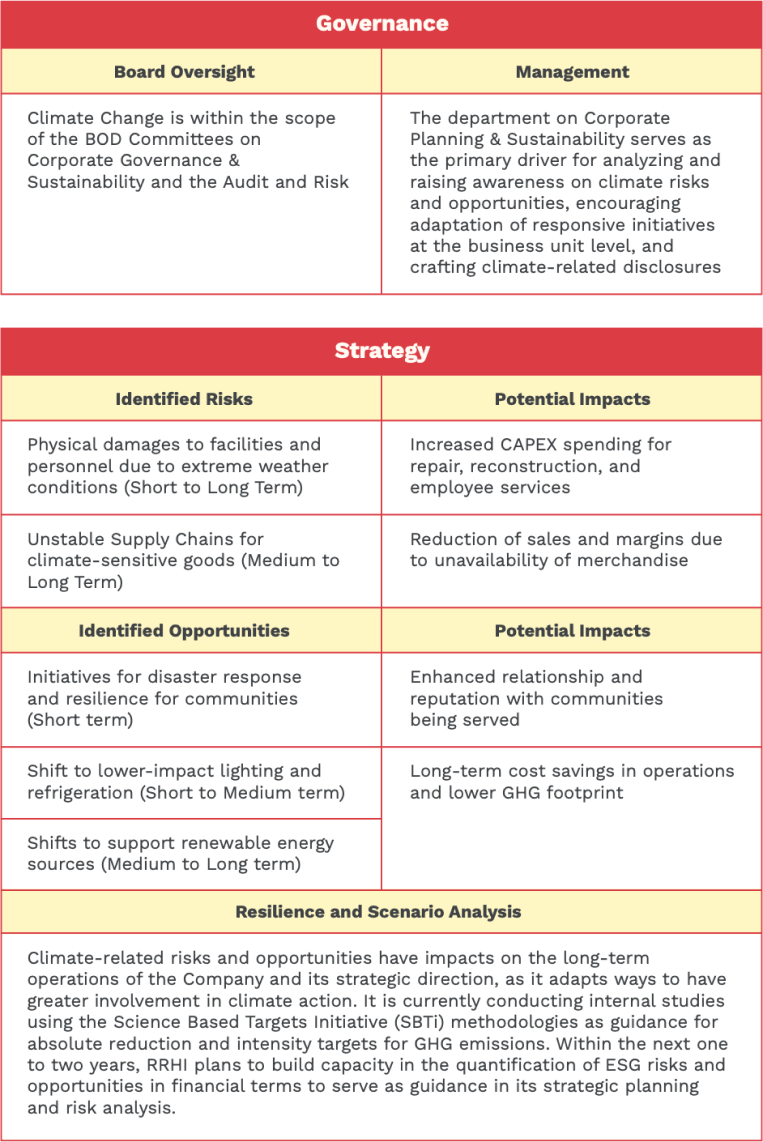 Governance
Board Oversight
Management
Climate Change is within the scope
of the BOD Committees on
Corporate Governance &
Sustainability and the Audit and Risk
The department on Corporate
Planning & Sustainability serves as
the primary driver for analyzing and
raising awareness on climate risks
and opportunities, encouraging
adaptation of responsive initiatives
at the business unit level, and
crafting climate-related disclosures
Strategy
Identified Risks
Potential Impacts
Physical damages to facilities and
personnel due to extreme weather
conditions (Short to Long Term)
Increased CAPEX spending for
repair, reconstruction, and
employee services
Unstable Supply Chains for
climate-sensitive goods (Medium to
Long Term)
Reduction of sales and margins due
to unavailability of merchandise
Identified Opportunities
Potential Impacts
Initiatives for disaster response
and resilience for communities
(Short term)
Enhanced relationship and
reputation with communities
being served
Shift to lower-impact lighting and
refrigeration (Short to Medium term)
Long-term cost savings in operations
and lower GHG footprint
Shifts to support renewable energy
sources (Medium to Long term)
Resilience and Scenario Analysis
Climate-related risks and opportunities have impacts on the long-term
operations of the Company and its strategic direction, as it adapts ways to have
greater involvement in climate action. It is currently conducting internal studies
using the Science Based Targets Initiative (SBTi) methodologies as guidance for
absolute reduction and intensity targets for GHG emissions. Within the next one
to two years, RRHI plans to build capacity in the quantification of ESG risks and
opportunities in financial terms to serve as guidance in its strategic planning
and risk analysis.